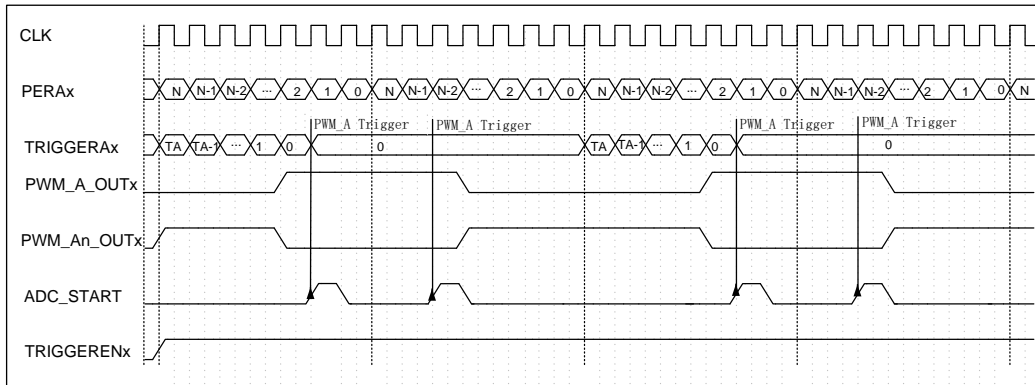 CLK
PERAx N N-1 N-2 ... 2 1 0 N N-1 N-2 ... 2 1 0 N N-1 N-2 ... 2 1 0 N N-1 N-2 ... 2 1 0 N
PWM_A Trigger PWM_A Trigger PWM_A Trigger PWM_A Trigger
TRIGGERAx TA TA-1 ... 1 0 0 TA TA-1 ... 1 0 0
PWM_A_OUTx
PWM_An_OUTx
ADC_START
TRIGGERENx